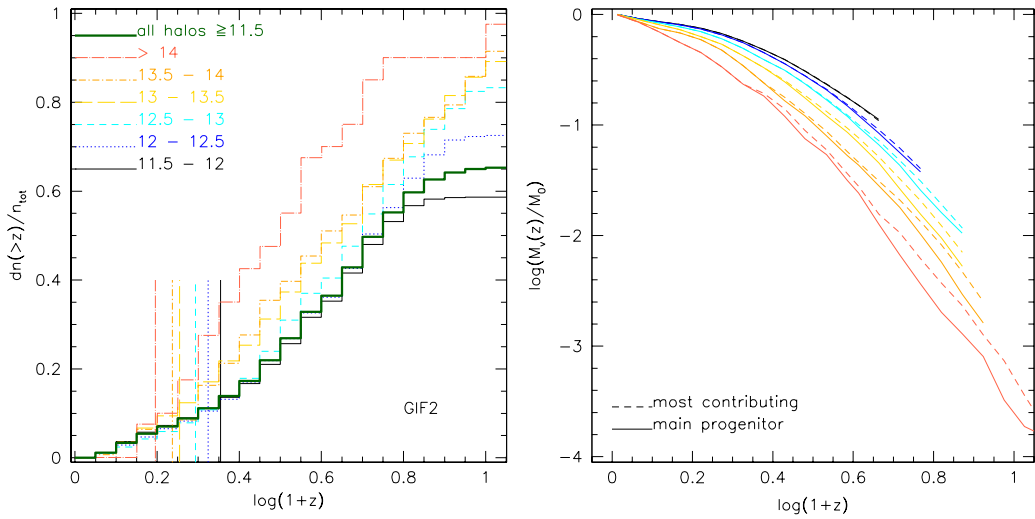 dn(>z)/n_tot
1
0.8
0.6
0.4
0.2
0
all halos ≧11.5
> 14
13.5 − 14
13 − 13.5
12.5 − 13
12 − 12.5
11.5 − 12
GIF2
0 0.2 0.4 0.6 0.8 1
log(1+z)
log(M_v(z)/M_0)
0
−1
−2
−3
−4
most contributing
main progenitor
0 0.2 0.4 0.6 0.8 1
log(1+z)